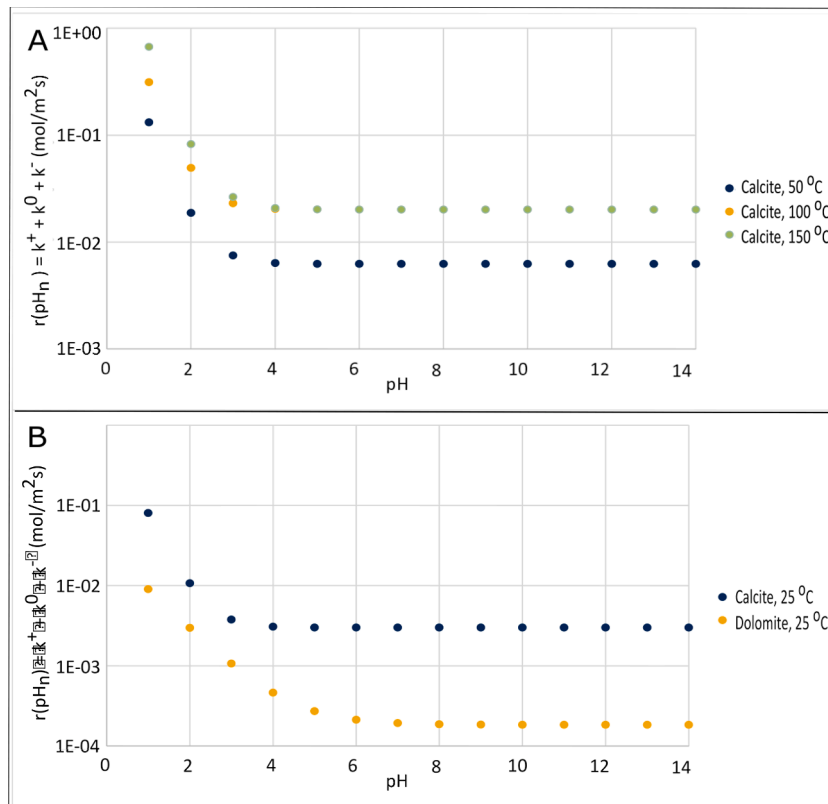 A
1E+00
1E-01
1E-02
1E-03
r(pHn) = k⁺ + k⁰ + k⁻ (mol/m²s)
0 2 4 6 8 10 12 14
pH
Calcite, 50 ⁰C
Calcite, 100 ⁰C
Calcite, 150 ⁰C
B
1E-01
1E-02
1E-03
1E-04
r(pHn) k⁺ k⁰ k⁻ (mol/m²s)
0 2 4 6 8 10 12 14
pH
Calcite, 25 ⁰C
Dolomite, 25 ⁰C